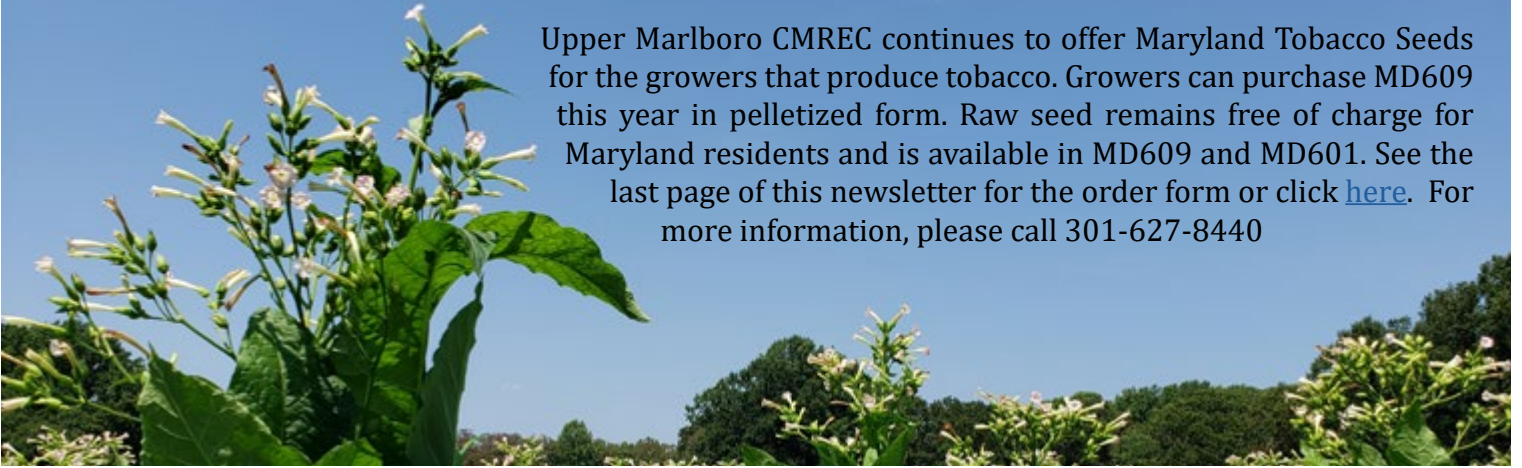 Upper Marlboro CMREC continues to offer Maryland Tobacco Seeds
for the growers that produce tobacco. Growers can purchase MD609
this year in pelletized form. Raw seed remains free of charge for
Maryland residents and is available in MD609 and MD601. See the
last page of this newsletter for the order form or click here. For
more information, please call 301-627-8440